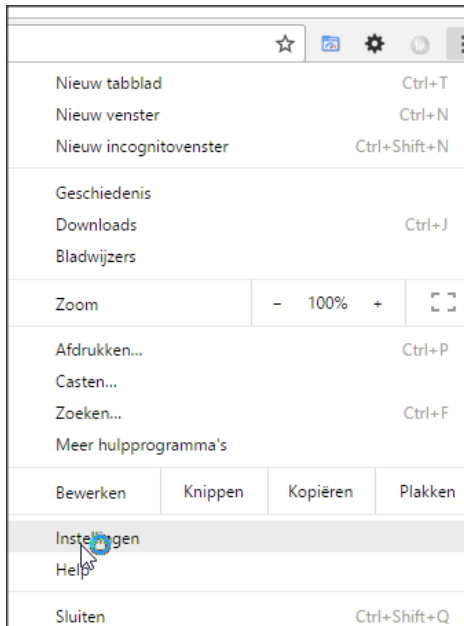 Nieuw tabblad Ctrl+T
Nieuw venster Ctrl+N
Nieuw incognitovenster Ctrl+Shift+N
Geschiedenis
Downloads Ctrl+J
Bladwijzers
Zoom - 100% +
Afdrukken... Ctrl+P
Casten...
Zoeken... Ctrl+F
Meer hulpprogramma's
Bewerken Knippen Kopiëren Plakken
Instellingen
Help
Sluiten Ctrl+Shift+Q